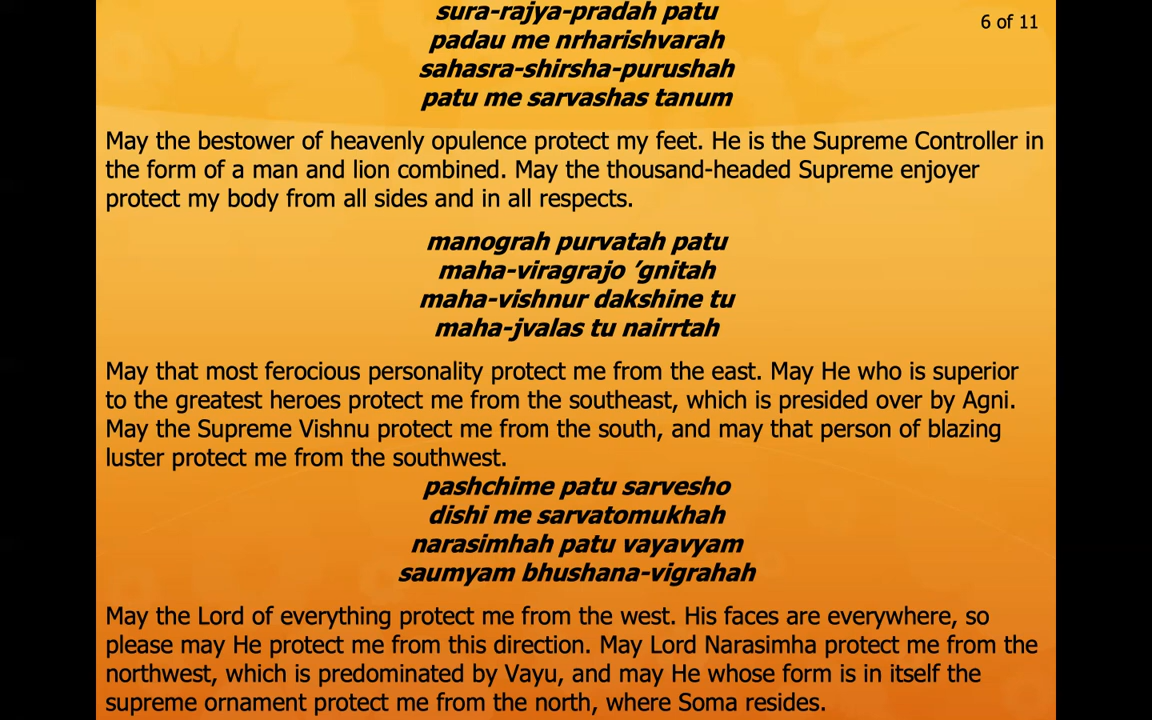 sura-rajya-pradah patu
6 of 11
padau me nrharishvarah
sahasra-shirsha-purushah
patu me sarvashas tanum
May the bestower of heavenly opulence protect my feet. He is the Supreme Controller in
the form of a man and lion combined. May the thousand-headed Supreme enjoyer
protect my body from all sides and in all respects.
manograh purvatah patu
maha-viragrajo ’gnitah
maha-vishnur dakshine tu
maha-jvalas tu nairrtah
May that most ferocious personality protect me from the east. May He who is superior
to the greatest heroes protect me from the southeast, which is presided over by Agni.
May the Supreme Vishnu protect me from the south, and may that person of blazing
luster protect me from the southwest.
pashchime patu sarvesho
dishi me sarvatomukhah
narasimhah patu vayavyam
saumyam bhushana-vigrahah
May the Lord of everything protect me from the west. His faces are everywhere, so
please may He protect me from this direction. May Lord Narasimha protect me from the
northwest, which is predominated by Vayu, and may He whose form is in itself the
supreme ornament protect me from the north, where Soma resides.